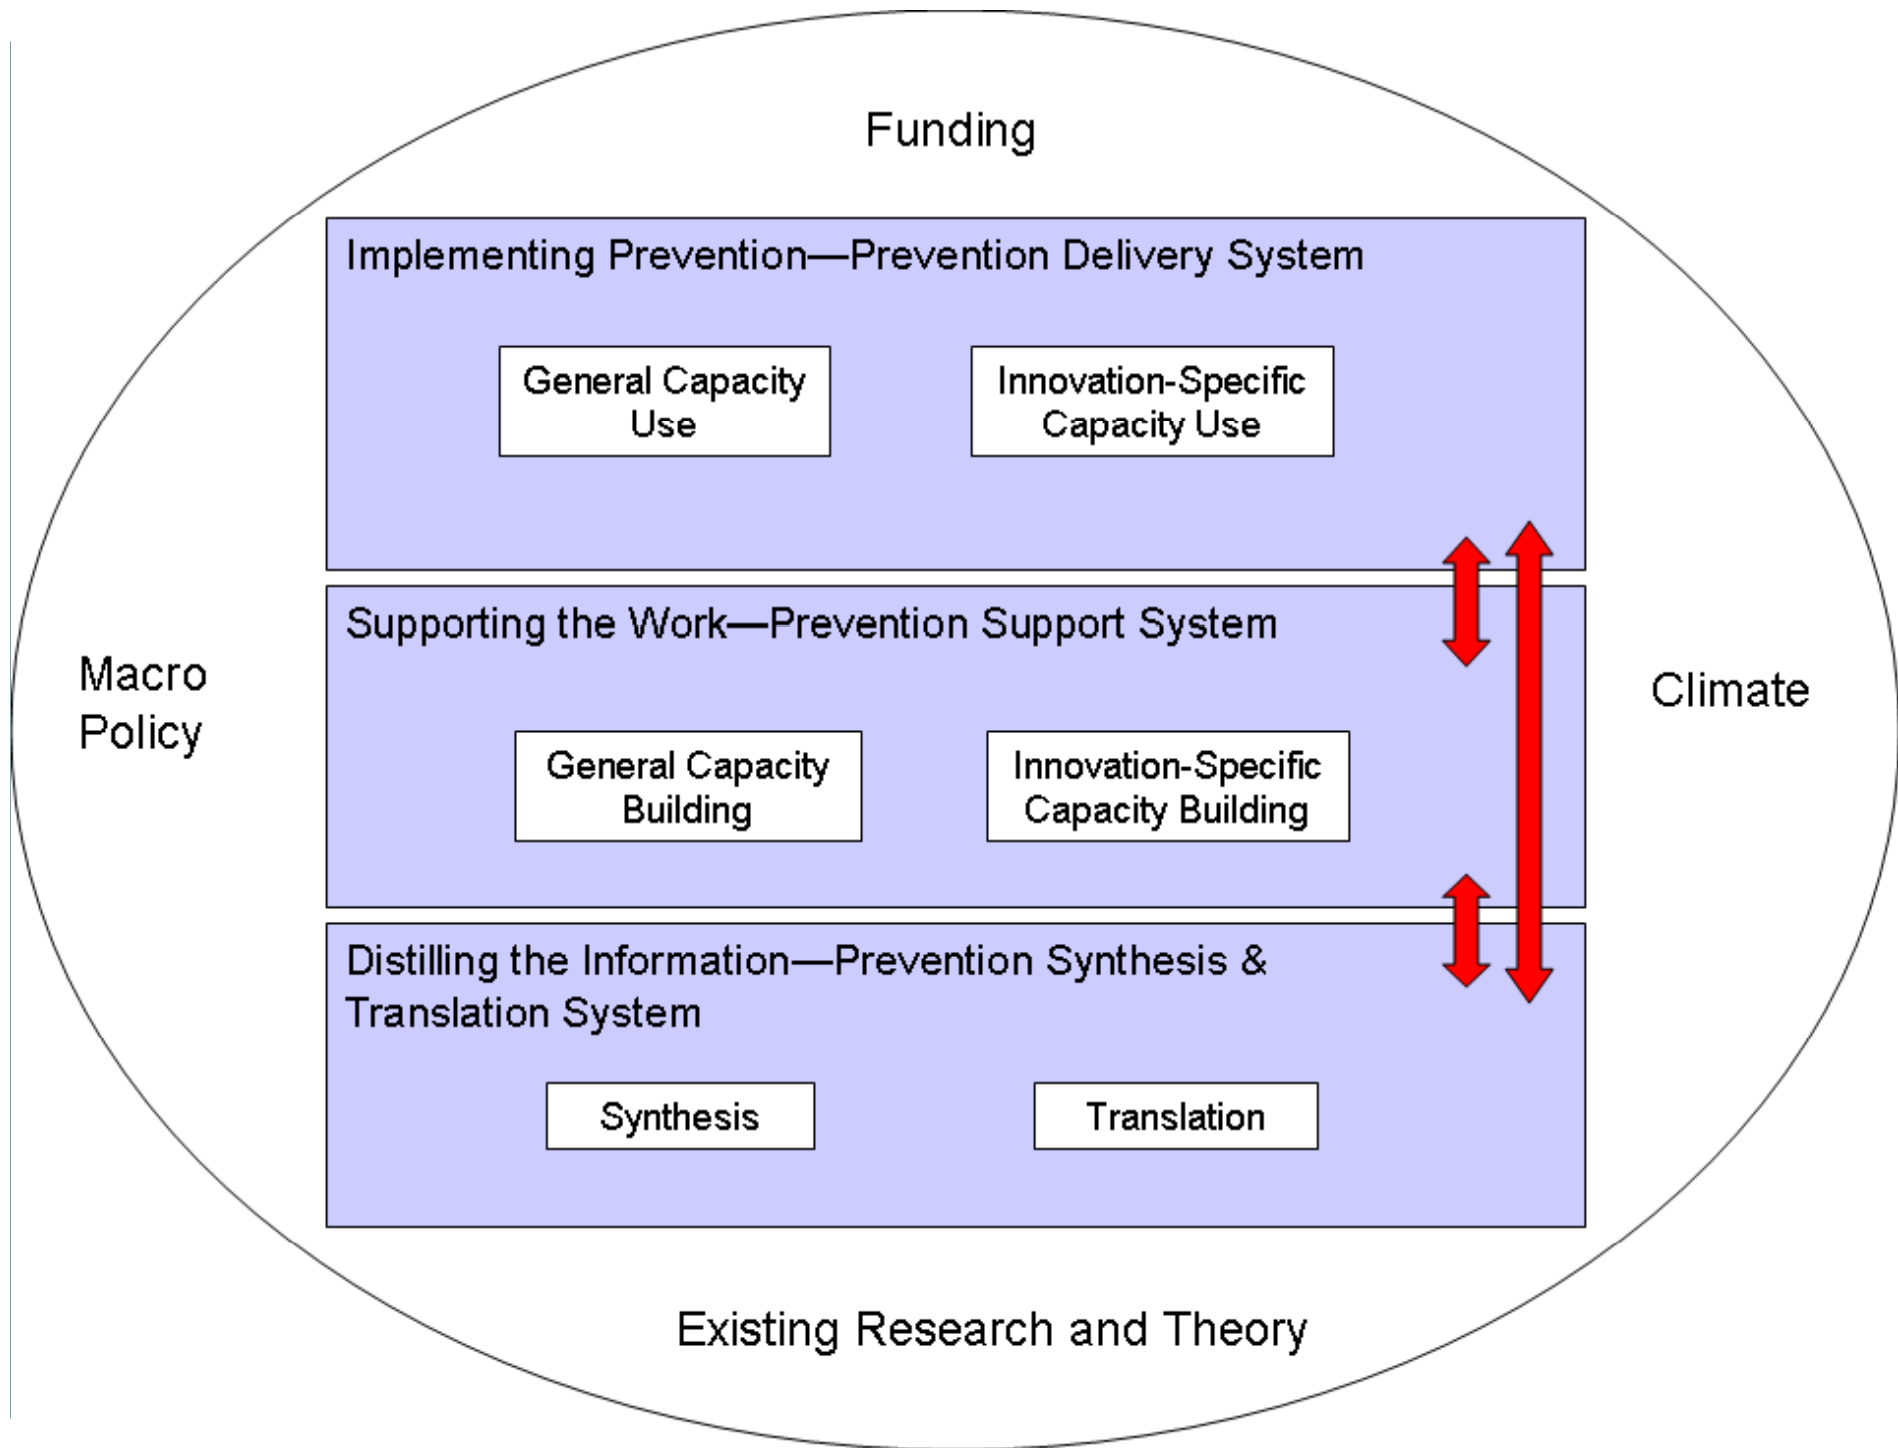 Funding
Implementing Prevention—Prevention Delivery System
General Capacity
Use
Innovation-Specific
Capacity Use
Supporting the Work—Prevention Support System
Macro
Policy
Climate
General Capacity
Building
Innovation-Specific
Capacity Building
Distilling the Information—Prevention Synthesis &
Translation System
Synthesis
Translation
Existing Research and Theory